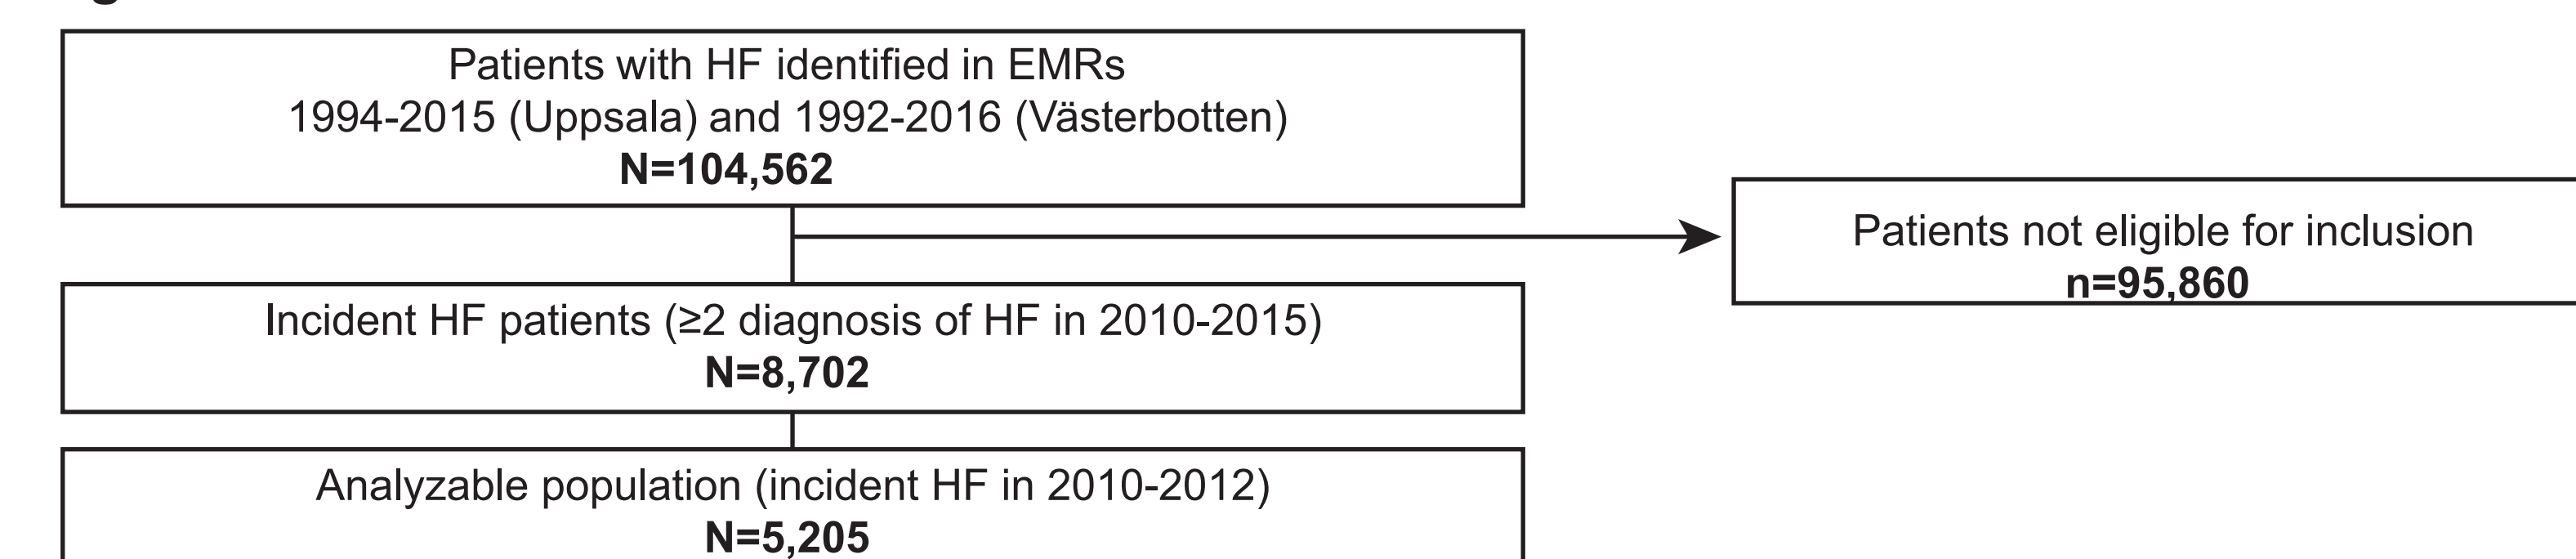 Patients with HF identified in EMRs
1994-2015 (Uppsala) and 1992-2016 (Västerbotten)
N=104,562
Patients not eligible for inclusion
n=95,860
Incident HF patients (≥2 diagnosis of HF in 2010-2015)
N=8,702
Analyzable population (incident HF in 2010-2012)
N=5,205